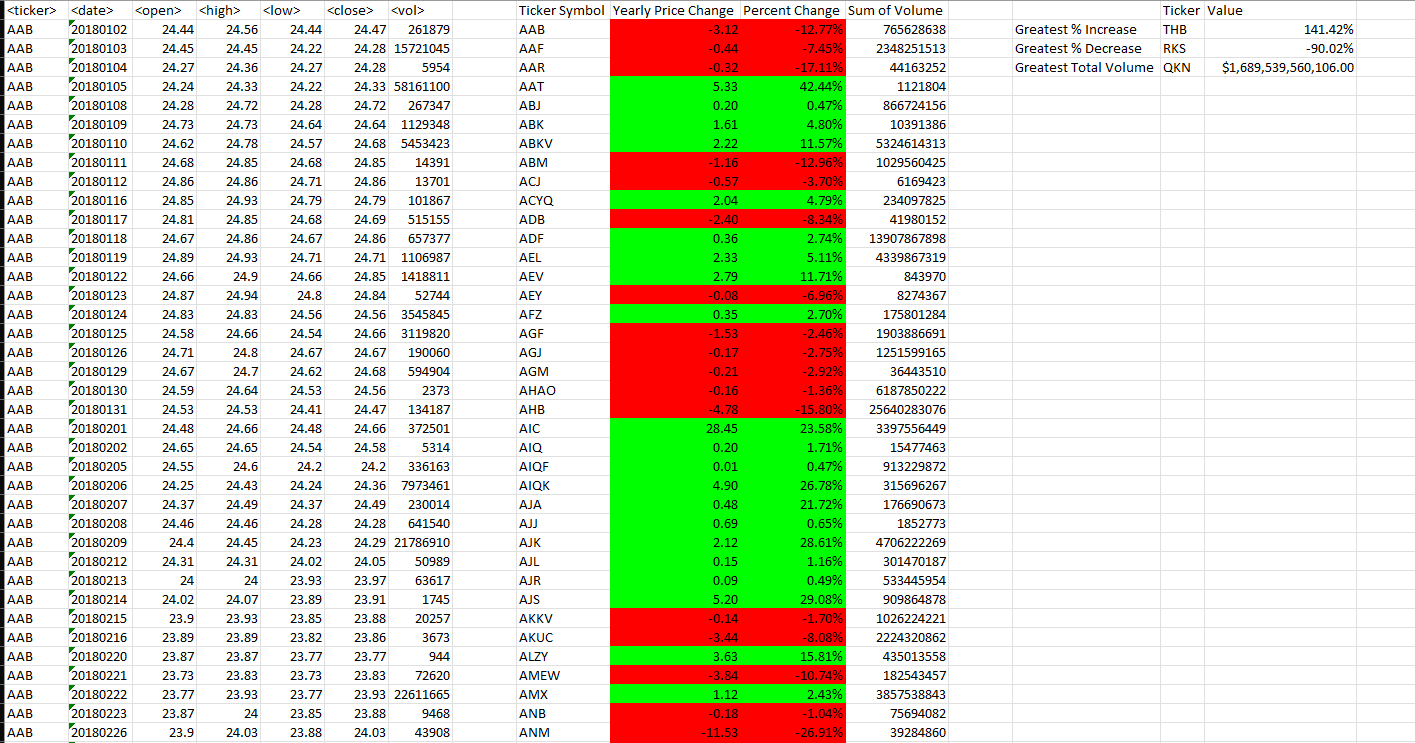 <ticker> <date> <open> <high> <low> <close> <vol> Ticker Symbol Yearly Price Change Percent Change Sum of Volume Ticker Value
AAB 20180102 24.44 24.56 24.44 24.47 261879 AAB -3.12 -12.77% 765628638 Greatest % Increase THB 141.42%
AAB 20180103 24.45 24.45 24.22 24.28 15721045 AAF -0.44 -7.45% 2348251513 Greatest % Decrease RKS -90.02%
AAB 20180104 24.27 24.36 24.27 24.28 5954 AAR -0.32 -17.11% 44163252 Greatest Total Volume QKN $1,689,539,560,106.00
AAB 20180105 24.24 24.33 24.22 24.33 58161100 AAT 5.33 42.44% 1121804
AAB 20180108 24.28 24.72 24.28 24.72 267347 ABJ 0.20 0.47% 866724156
AAB 20180109 24.73 24.73 24.64 24.64 1129348 ABK 1.61 4.80% 10391386
AAB 20180110 24.62 24.78 24.57 24.68 5453423 ABKV 2.22 11.57% 5324614313
AAB 20180111 24.68 24.85 24.68 24.85 14391 ABM -1.16 -12.96% 1029560425
AAB 20180112 24.86 24.86 24.71 24.86 13701 ACJ -0.57 -3.70% 6169423
AAB 20180116 24.85 24.93 24.79 24.79 101867 ACYQ 2.04 4.79% 234097825
AAB 20180117 24.81 24.85 24.68 24.69 515155 ADB -2.40 -8.34% 41980152
AAB 20180118 24.67 24.86 24.67 24.86 657377 ADF 0.36 2.74% 13907867898
AAB 20180119 24.89 24.93 24.71 24.71 1106987 AEL 2.33 5.11% 4339867319
AAB 20180122 24.66 24.9 24.66 24.85 1418811 AEV 2.79 11.71% 843970
AAB 20180123 24.87 24.94 24.8 24.84 52744 AEY -0.08 -6.96% 8274367
AAB 20180124 24.83 24.83 24.56 24.56 3545845 AFZ 0.35 2.70% 175801284
AAB 20180125 24.58 24.66 24.54 24.66 3119820 AGF -1.53 -2.46% 1903886691
AAB 20180126 24.71 24.8 24.67 24.67 190060 AGJ -0.17 -2.75% 1251599165
AAB 20180129 24.67 24.7 24.62 24.68 594904 AGM -0.21 -2.92% 36443510
AAB 20180130 24.59 24.64 24.53 24.56 2373 AHAO -0.16 -1.36% 6187850222
AAB 20180131 24.53 24.53 24.41 24.47 134187 AHB -4.78 -15.80% 25640283076
AAB 20180201 24.48 24.66 24.48 24.66 372501 AIC 28.45 23.58% 3397556449
AAB 20180202 24.65 24.65 24.54 24.58 5314 AIQ 0.20 1.71% 15477463
AAB 20180205 24.55 24.6 24.2 24.2 336163 AIQF 0.01 0.47% 913229872
AAB 20180206 24.25 24.43 24.24 24.36 7973461 AIQK 4.90 26.78% 315696267
AAB 20180207 24.37 24.49 24.37 24.49 230014 AJA 0.48 21.72% 176690673
AAB 20180208 24.46 24.46 24.28 24.28 641540 AJJ 0.69 0.65% 1852773
AAB 20180209 24.4 24.45 24.23 24.29 21786910 AJK 2.12 28.61% 4706222269
AAB 20180212 24.31 24.31 24.02 24.05 50989 AJL 0.15 1.16% 301470187
AAB 20180213 24 24 23.93 23.97 63617 AJR 0.09 0.49% 533445954
AAB 20180214 24.02 24.07 23.89 23.91 1745 AJS 5.20 29.08% 909864878
AAB 20180215 23.9 23.93 23.85 23.88 20257 AKKV -0.14 -1.70% 1026224221
AAB 20180216 23.89 23.89 23.82 23.86 3673 AKUC -3.44 -8.08% 2224320862
AAB 20180220 23.87 23.87 23.77 23.77 944 ALZY 3.63 15.81% 435013558
AAB 20180221 23.73 23.83 23.73 23.83 72620 AMEW -3.84 -10.74% 182543457
AAB 20180222 23.77 23.93 23.77 23.93 22611665 AMX 1.12 2.43% 3857538843
AAB 20180223 23.87 24 23.85 23.88 9468 ANB -0.18 -1.04% 75694082
AAB 20180226 23.9 24.03 23.88 24.03 43908 ANM -11.53 -26.91% 39284860